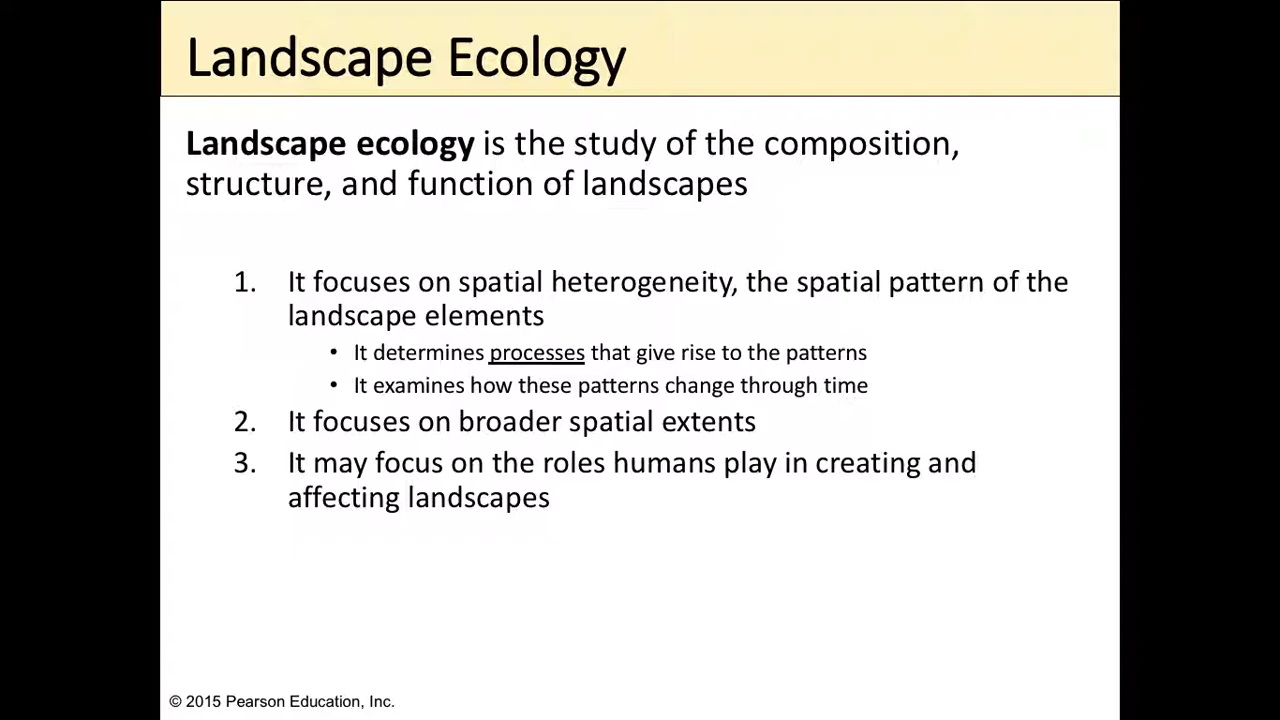 Landscape Ecology
Landscape ecology is the study of the composition,
structure, and function of landscapes
1. It focuses on spatial heterogeneity, the spatial pattern of the
landscape elements
• It determines processes that give rise to the patterns
• It examines how these patterns change through time
2. It focuses on broader spatial extents
3. It may focus on the roles humans play in creating and
affecting landscapes
© 2015 Pearson Education, Inc.